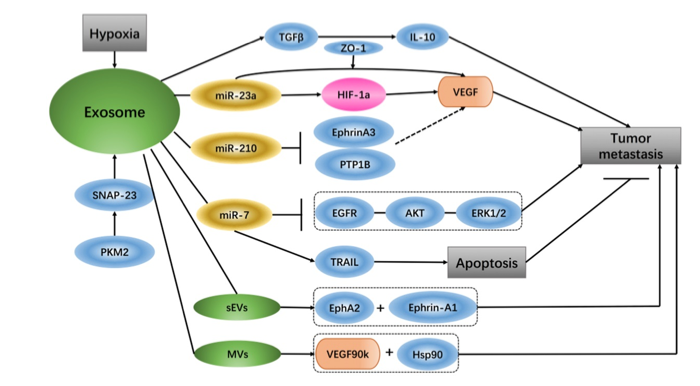 Hypoxia
TGFβ
IL-10
ZO-1
Exosome
miR-23a
HIF-1a
VEGF
miR-210
EphrinA3
PTP1B
Tumor
metastasis
SNAP-23
miR-7
EGFR
AKT
ERK1/2
PKM2
TRAIL
Apoptosis
sEVs
EphA2 + Ephrin-A1
MVs
VEGF90k + Hsp90